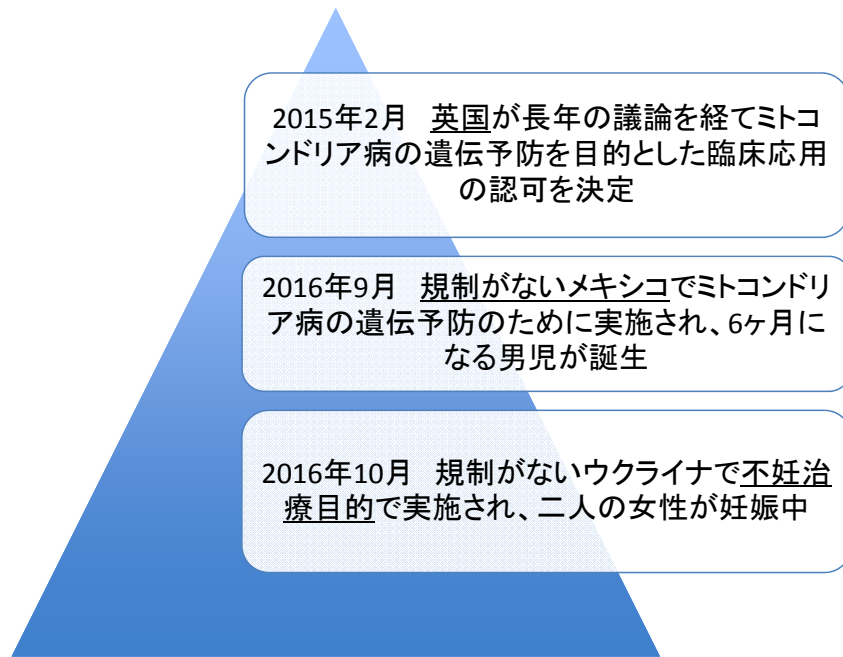 2015年2月　英国が長年の議論を経てミトコ
ンドリア病の遺伝予防を目的とした臨床応用
の認可を決定
2016年9月　規制がないメキシコでミトコンドリ
ア病の遺伝予防のために実施され、6ヶ月に
なる男児が誕生
2016年10月　規制がないウクライナで不妊治
療目的で実施され、二人の女性が妊娠中